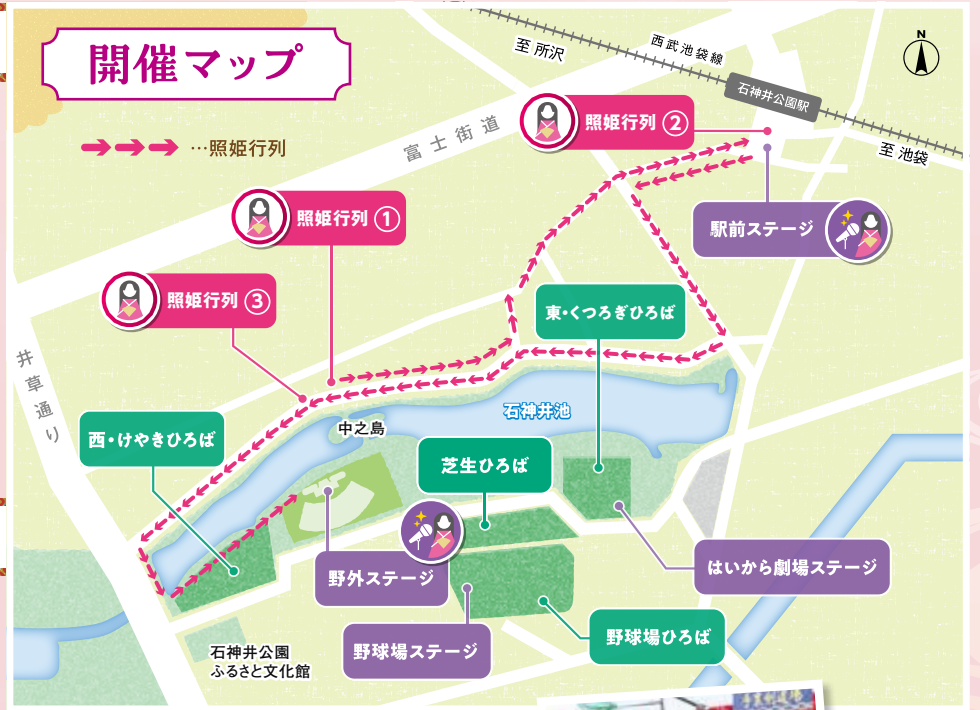 開催マップ
…照姫行列
至 所沢
西武池袋線
石神井公園駅
至 池袋
N
富士街道
照姫行列 ②
駅前ステージ
照姫行列 ①
照姫行列 ③
東・くつろぎひろば
井草通り
石神井池
中之島
西・けやきひろば
芝生ひろば
野外ステージ
はいから劇場ステージ
野球場ステージ
野球場ひろば
石神井公園
ふるさと文化館